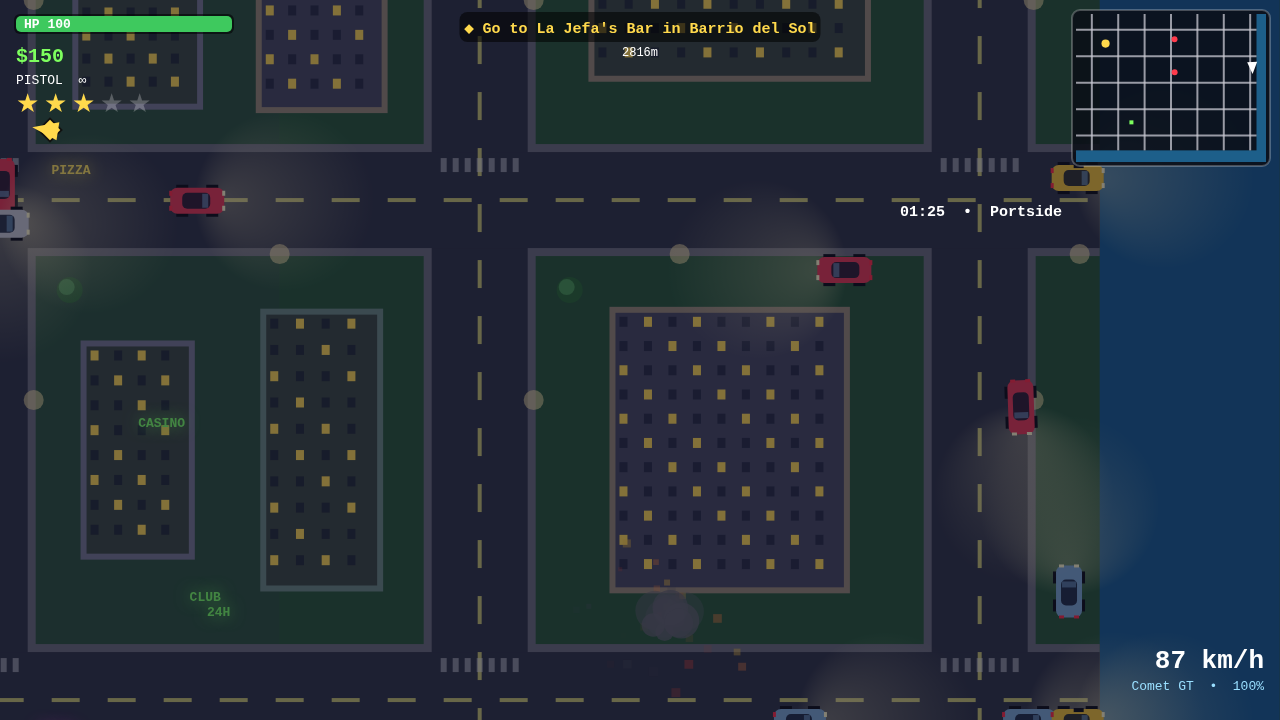 HP 100
◆ Go to La Jefa's Bar in Barrio del Sol
2816m
$150
PISTOL ∞
★★★★★
PIZZA
01:25 • Portside
CASINO
CLUB
24H
87 km/h
Comet GT • 100%